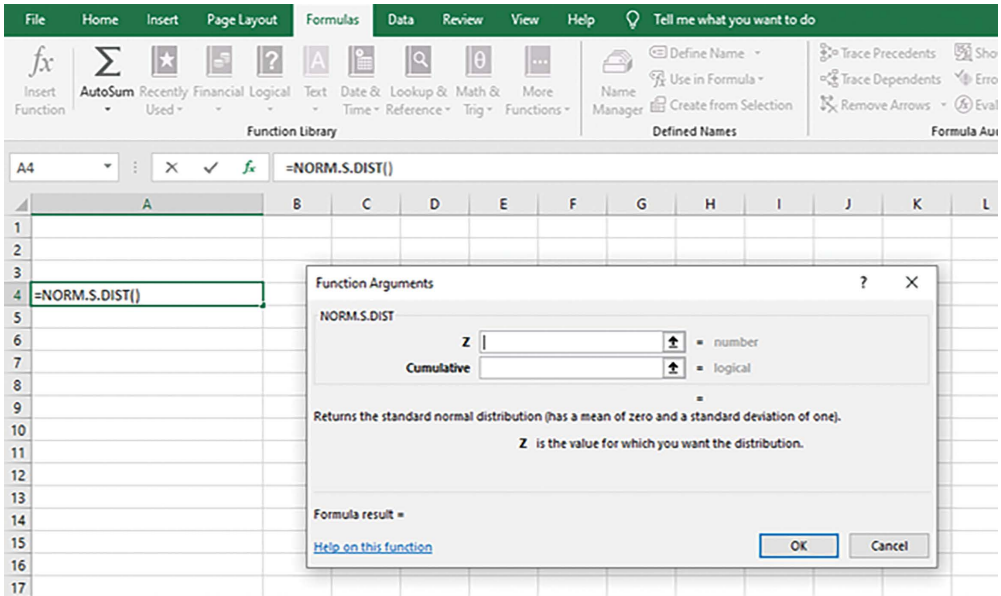 File Home Insert Page Layout Formulas Data Review View Help Tell me what you want to do
fx Σ ? A θ
Insert Function
AutoSum
Recently Used
Financial
Logical
Text
Date & Time
Lookup & Reference
Math & Trig
More Functions
Function Library
Name Manager
Define Name
Use in Formula
Create from Selection
Defined Names
Trace Precedents
Trace Dependents
Remove Arrows
Sho
Erro
Eval
Formula Aud
A4 fx =NORM.S.DIST()
A B C D E F G H I J K L
1
2
3
4 =NORM.S.DIST()
5
6
7
8
9
10
11
12
13
14
15
16
17
Function Arguments ?
NORM.S.DIST
Z = number
Cumulative = logical
=
Returns the standard normal distribution (has a mean of zero and a standard deviation of one).
Z is the value for which you want the distribution.
Formula result =
Help on this function OK Cancel